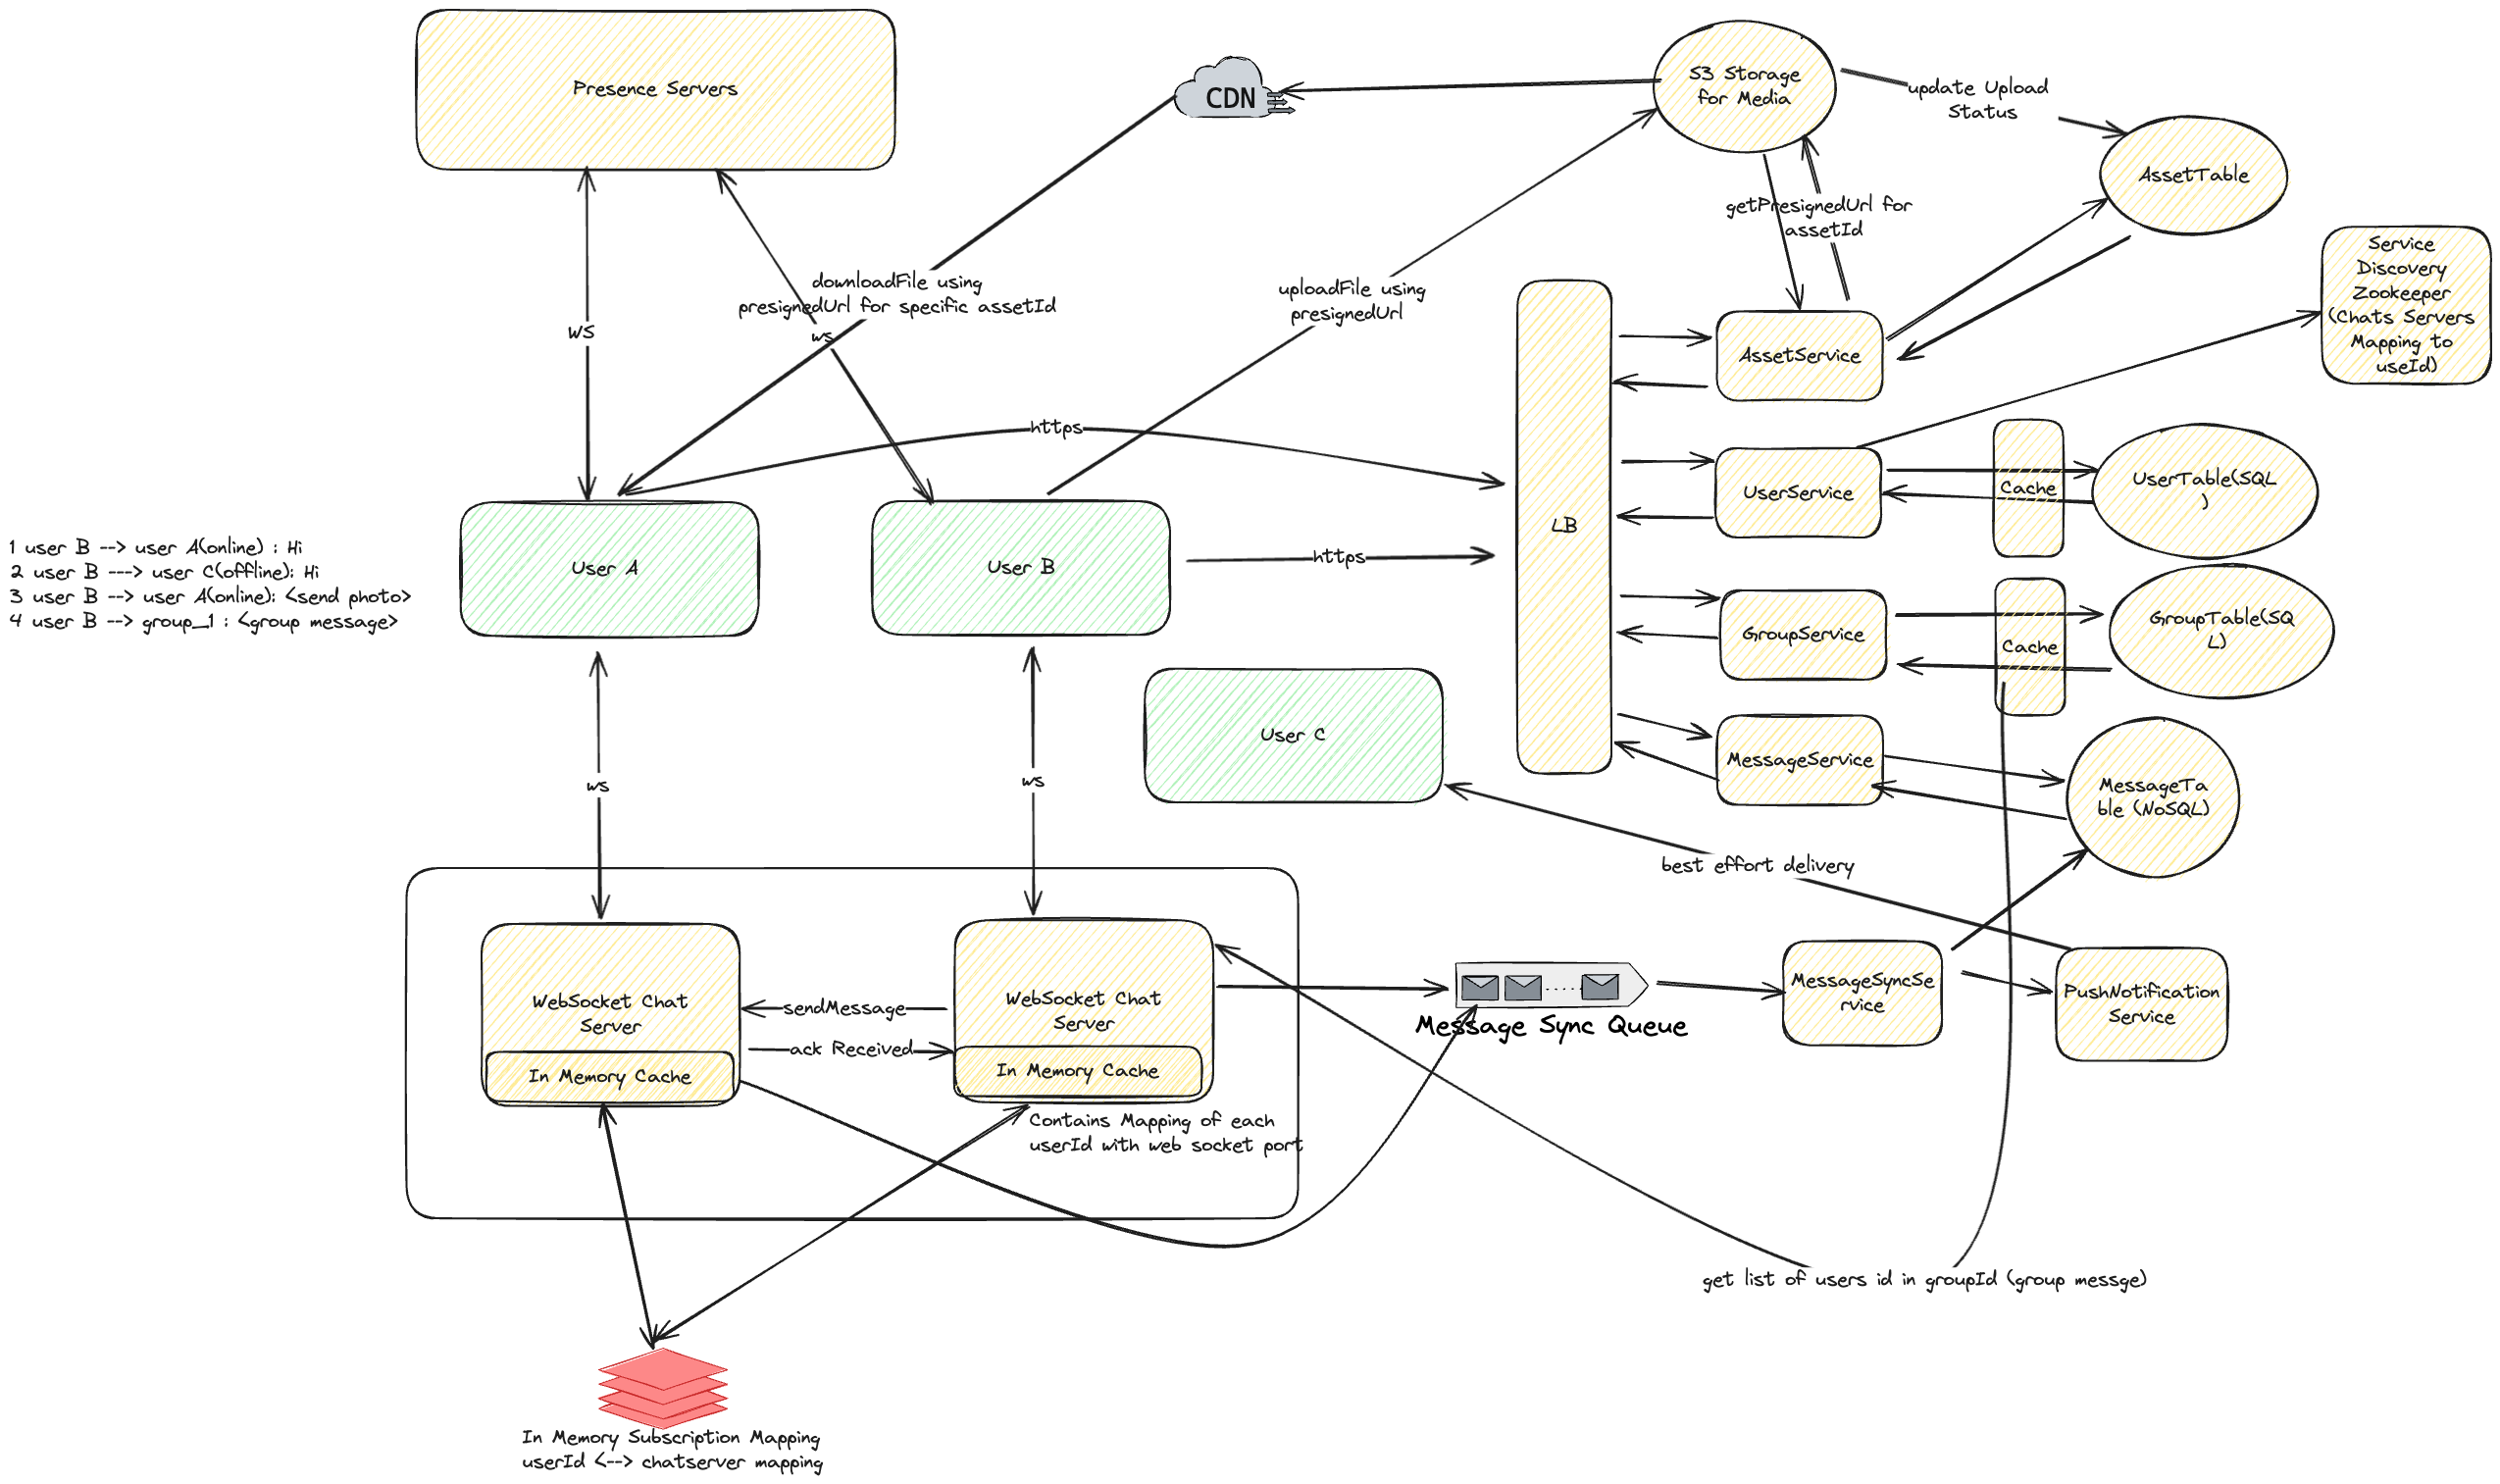 Presence Servers
CDN
S3 Storage
for Media
update Upload
Status
AssetTable
getPresignedUrl for
assetId
Service
Discovery
Zookeeper
(Chats Servers
Mapping to
useId)
downloadFile using
presignedUrl for specific assetId
uploadFile using
presignedUrl
WS
ws
AssetService
https
UserService
Cache
UserTable(SQL
)
LB
https
1 user B --> user A(online) : Hi
2 user B ---> user C(offline): Hi
3 user B --> user A(online): <send photo>
4 user B --> group_1 : <group message>
User A
User B
GroupService
Cache
GroupTable(SQ
L)
User C
MessageService
MessageTa
ble (NoSQL)
ws
ws
best effort delivery
WebSocket Chat
Server
In Memory Cache
sendMessage
ack Received
WebSocket Chat
Server
In Memory Cache
Contains Mapping of each
userId with web socket port
Message Sync Queue
MessageSyncSe
rvice
PushNotification
Service
get list of users id in groupId (group messge)
In Memory Subscription Mapping
userId <--> chatserver mapping